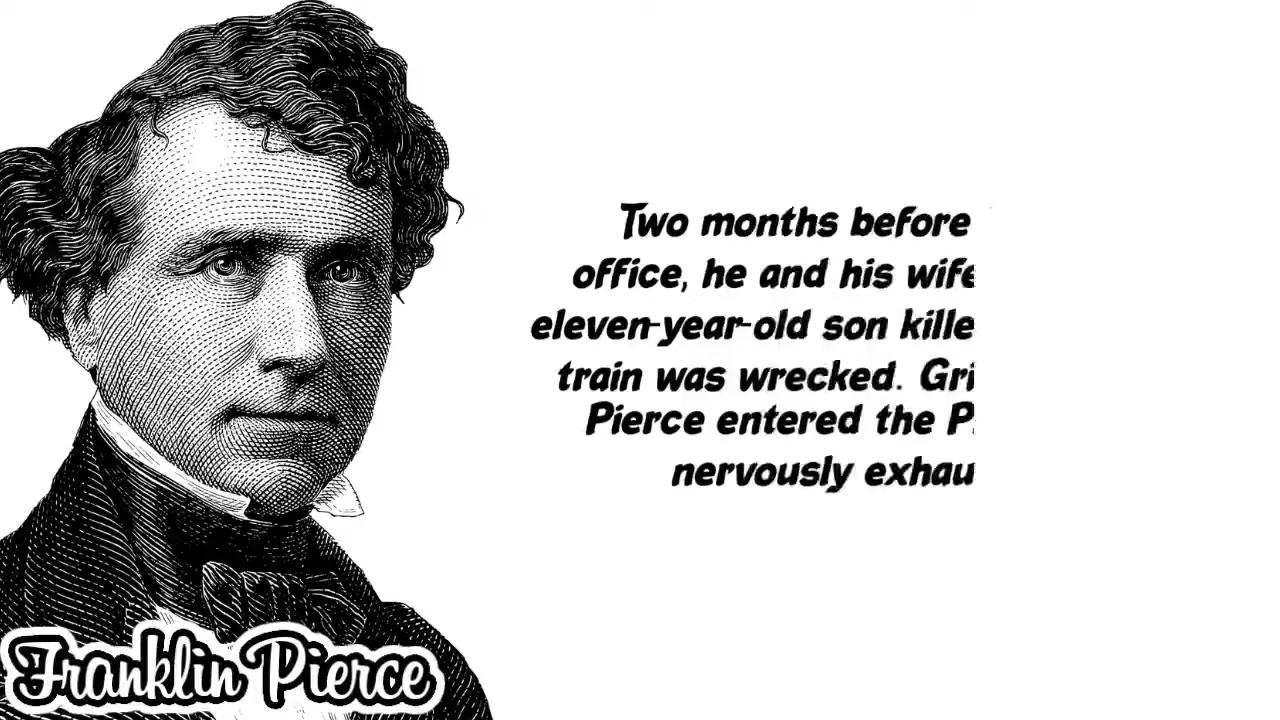 Two months before
office, he and his wife
eleven-year-old son kille
train was wrecked. Gri
Pierce entered the P
nervously exhau
Franklin Pierce